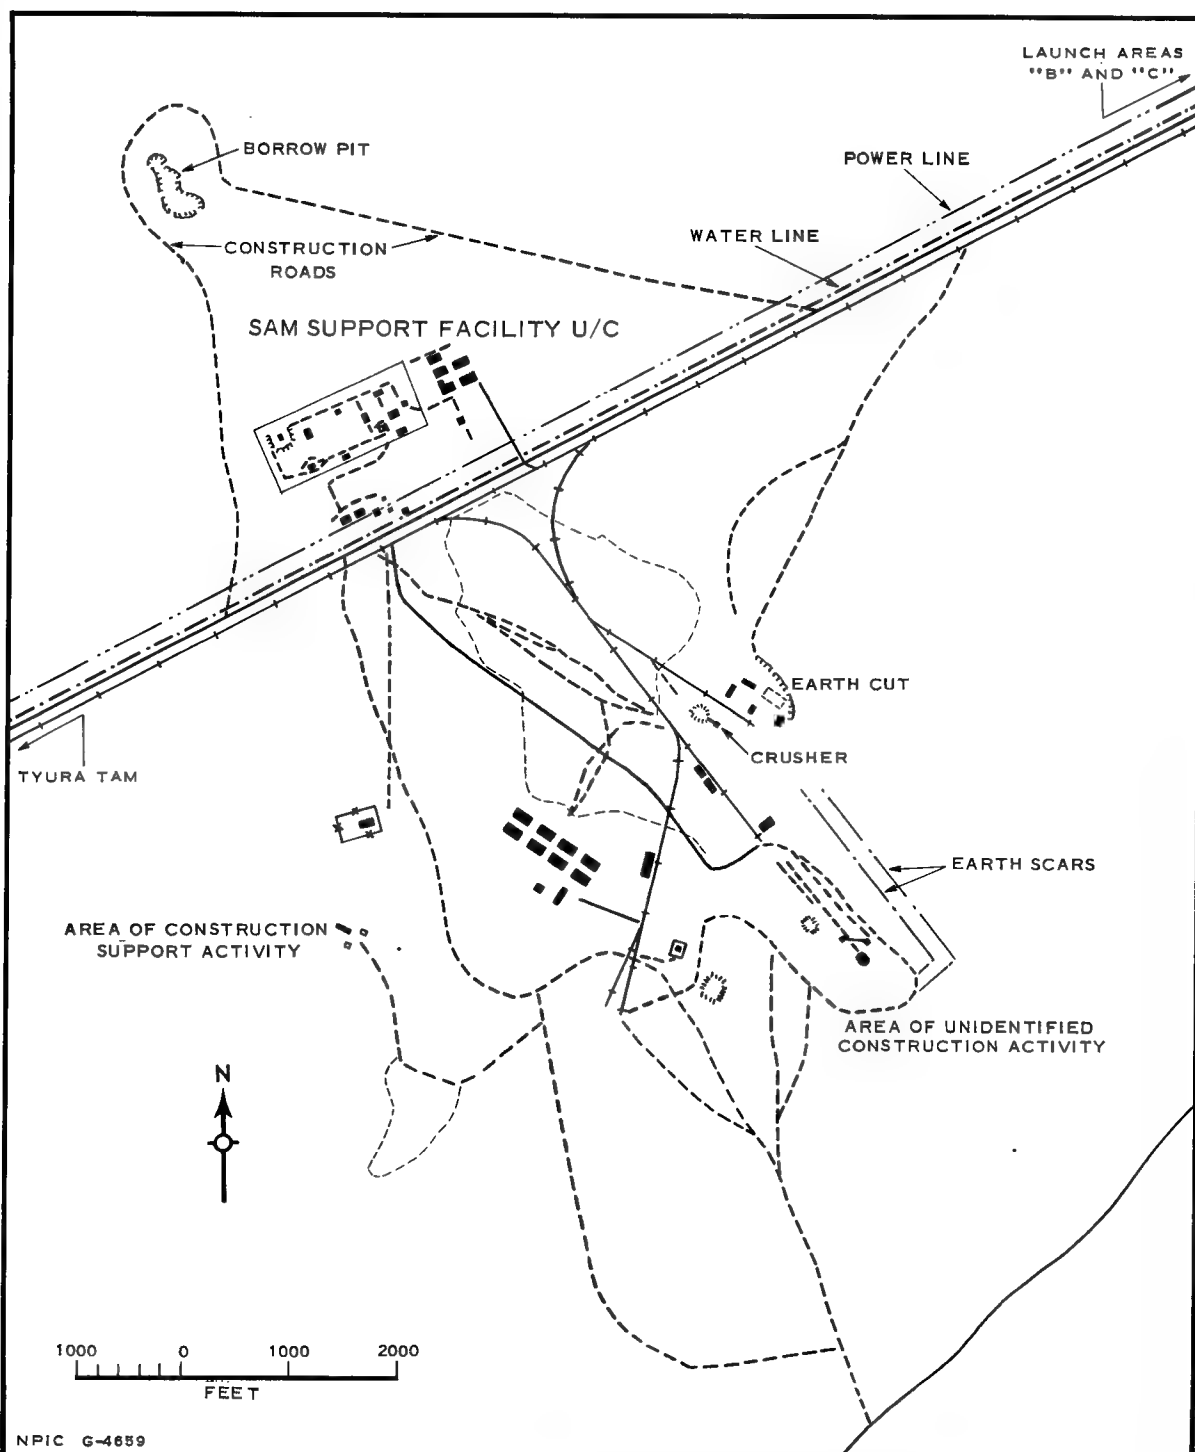 LAUNCH AREAS
"B" AND "C"
BORROW PIT
POWER LINE
WATER LINE
CONSTRUCTION
ROADS
SAM SUPPORT FACILITY U/C
EARTH CUT
CRUSHER
TYURA TAM
EARTH SCARS
AREA OF CONSTRUCTION
SUPPORT ACTIVITY
AREA OF UNIDENTIFIED
CONSTRUCTION ACTIVITY
N
1000 0 1000 2000
FEET
NPIC G-4659